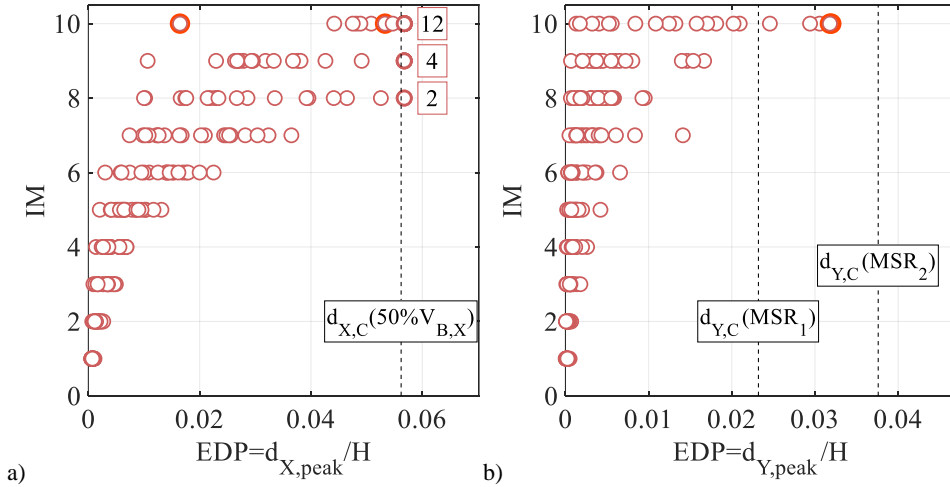 10
8
6
4
2
0
IM
12
4
2
d_X,C(50%V_B,X)
0
0.02
0.04
0.06
EDP=d_X,peak/H
a)
10
8
6
4
2
0
IM
d_Y,C(MSR_2)
d_Y,C(MSR_1)
0
0.01
0.02
0.03
0.04
EDP=d_Y,peak/H
b)